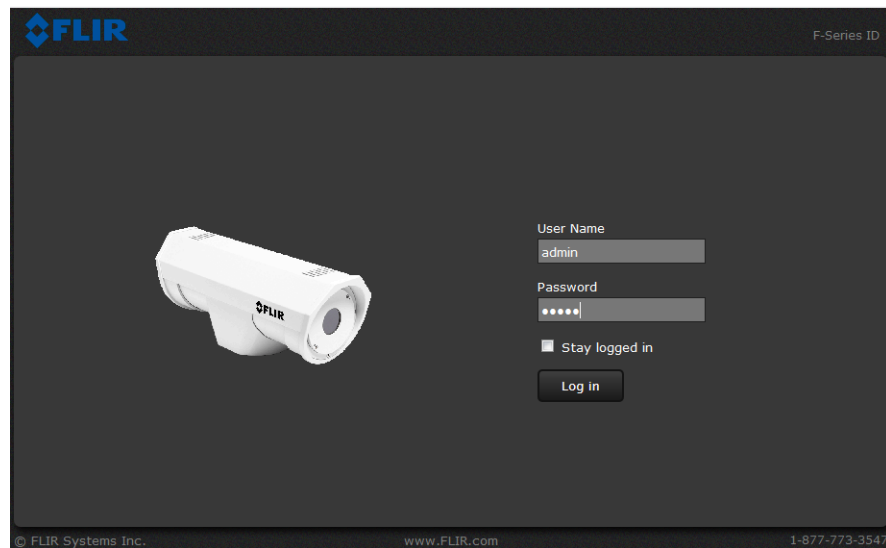 FLIR
F-Series ID
User Name
admin
Password
•••••
Stay logged in
Log in
FLIR
© FLIR Systems Inc.
www.FLIR.com
1-877-773-3547